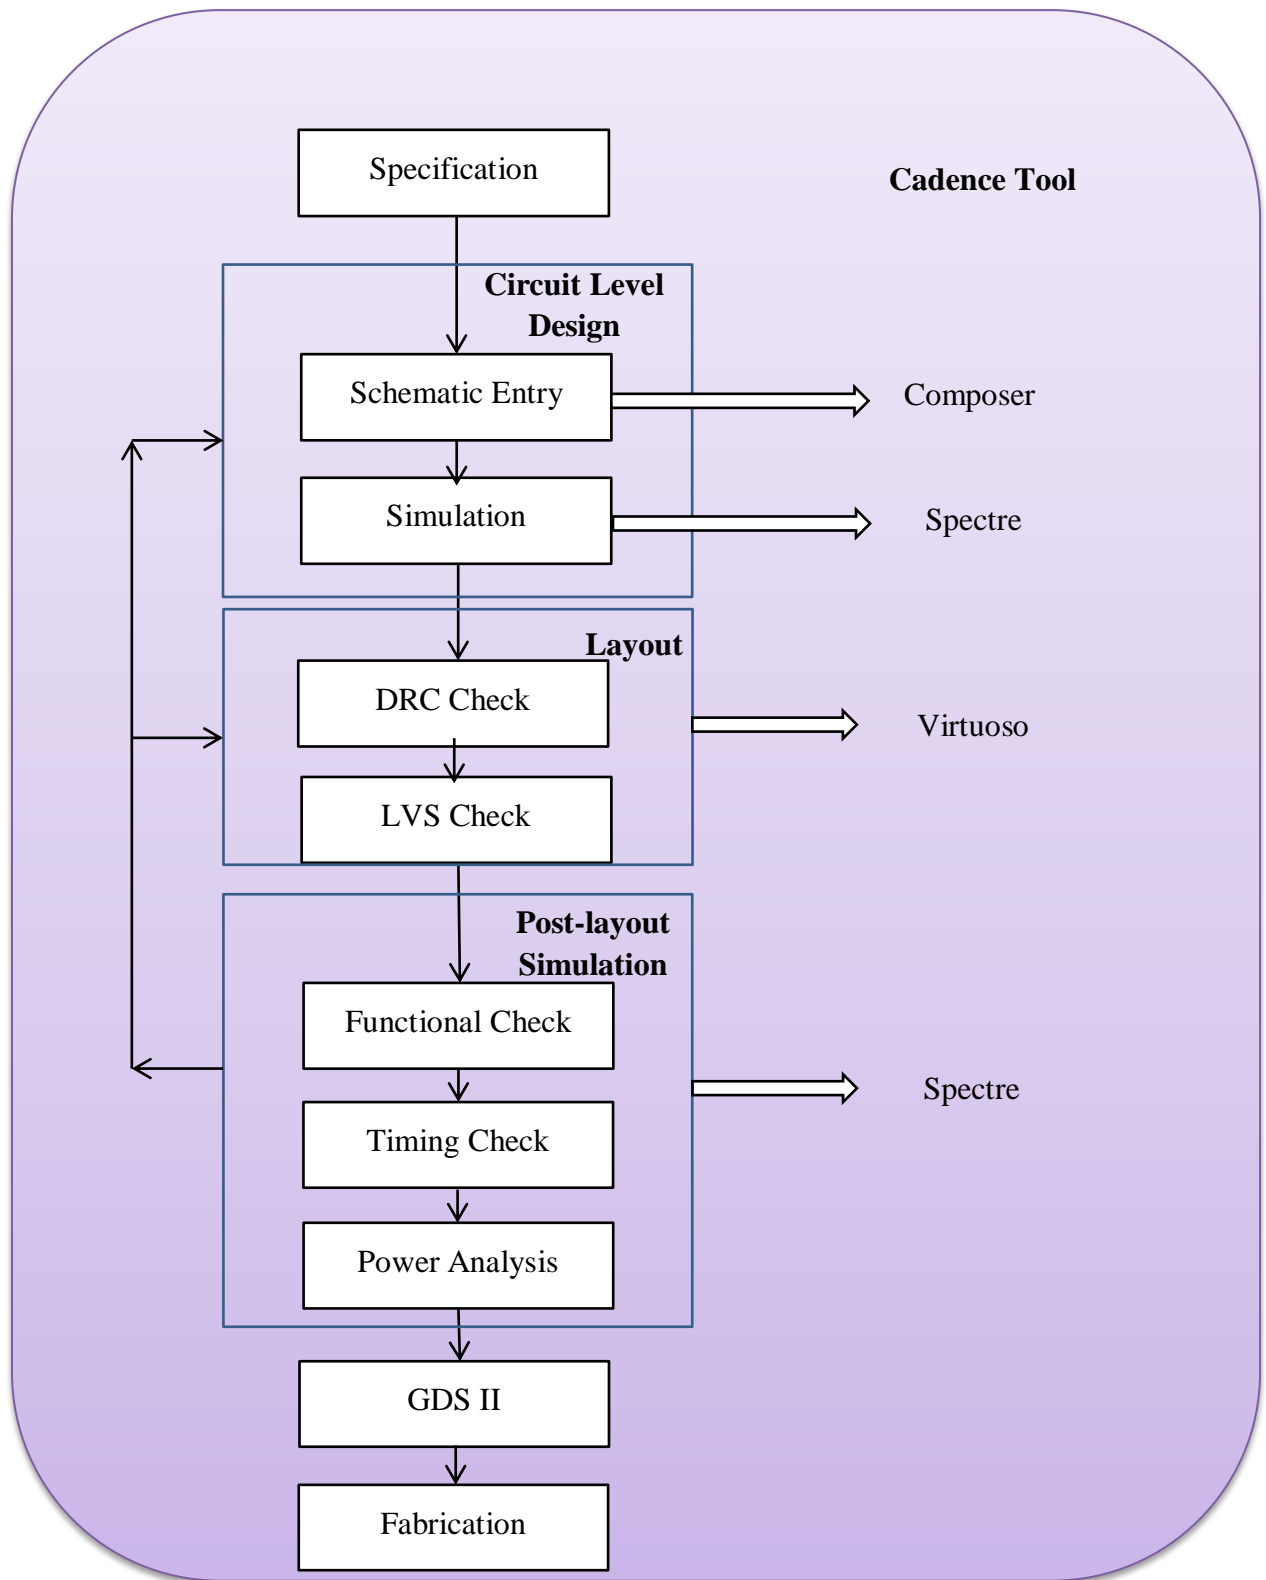 Specification
Cadence Tool
Circuit Level
Design
Schematic Entry
Composer
Simulation
Spectre
Layout
DRC Check
Virtuoso
LVS Check
Post-layout
Simulation
Functional Check
Spectre
Timing Check
Power Analysis
GDS II
Fabrication